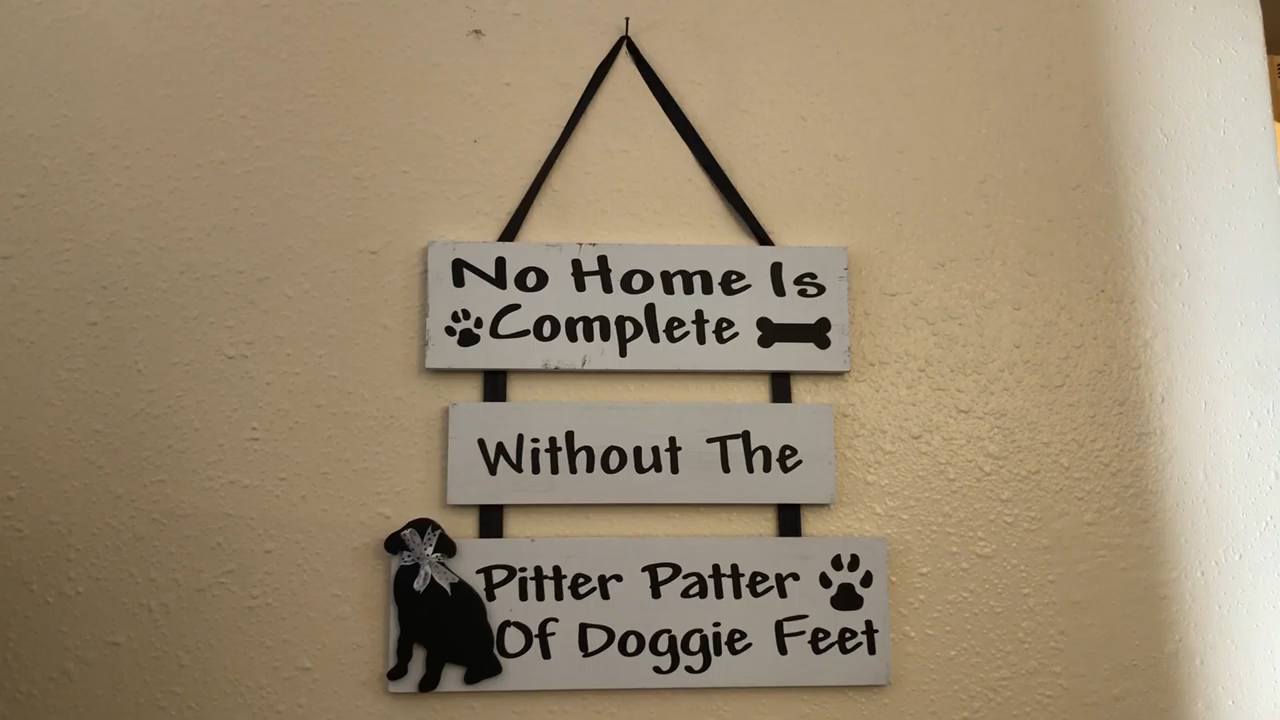 No Home Is
Complete
Without The
Pitter Patter
Of Doggie Feet